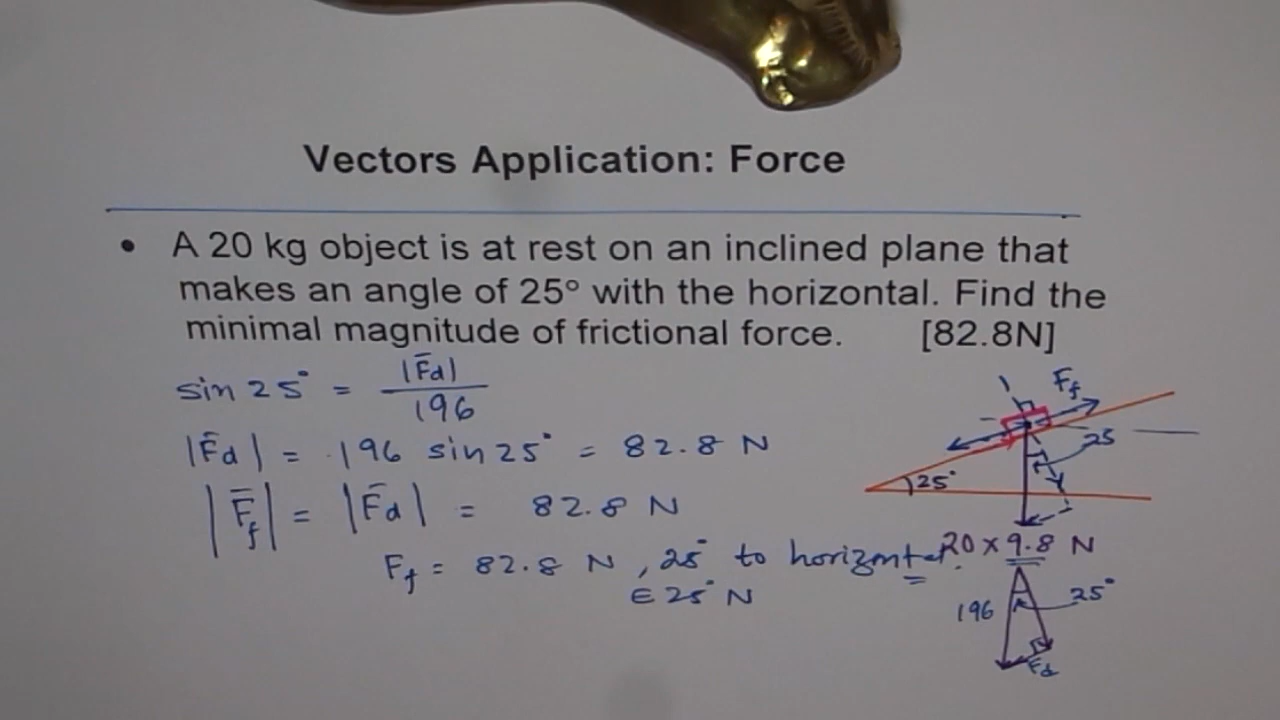 Vectors Application: Force
• A 20 kg object is at rest on an inclined plane that
makes an angle of 25° with the horizontal. Find the
minimal magnitude of frictional force. [82.8N]
sin 25° = |F̄d| / 196
|F̄d| = 196 sin 25° = 82.8 N
|F̄f| = |F̄d| = 82.8 N
Ff = 82.8 N, 25° to horizontal.
E 25° N
Ff
25
25°
20 × 9.8 N
196
25°
Fd